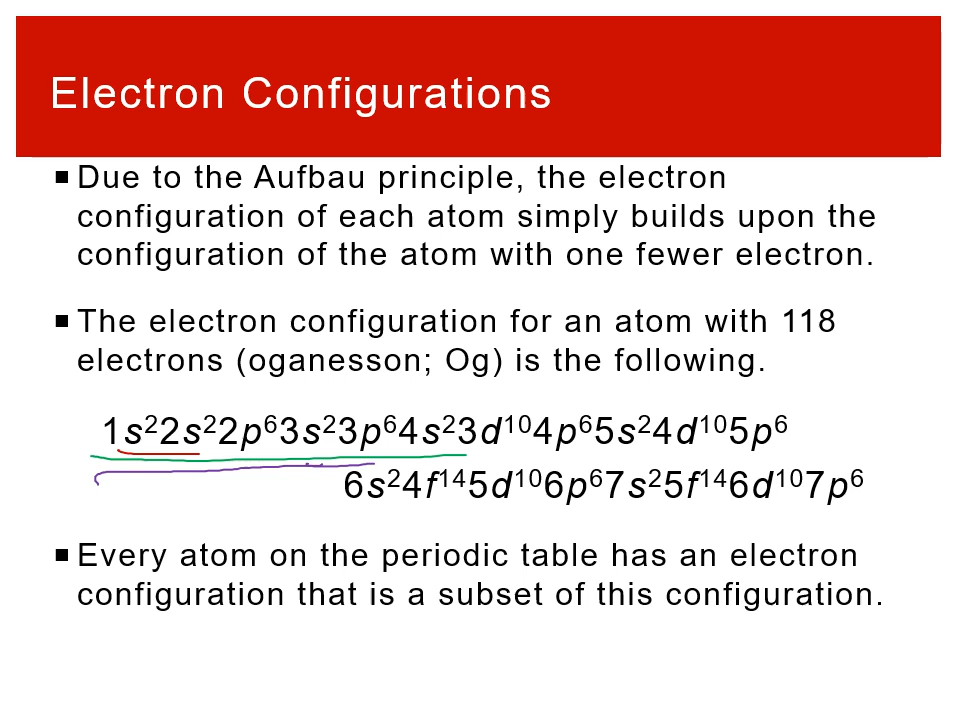 Electron Configurations
▪ Due to the Aufbau principle, the electron
configuration of each atom simply builds upon the
configuration of the atom with one fewer electron.
▪ The electron configuration for an atom with 118
electrons (oganesson; Og) is the following.
1s²2s²2p⁶3s²3p⁶4s²3d¹⁰4p⁶5s²4d¹⁰5p⁶
6s²4f¹⁴5d¹⁰6p⁶7s²5f¹⁴6d¹⁰7p⁶
▪ Every atom on the periodic table has an electron
configuration that is a subset of this configuration.